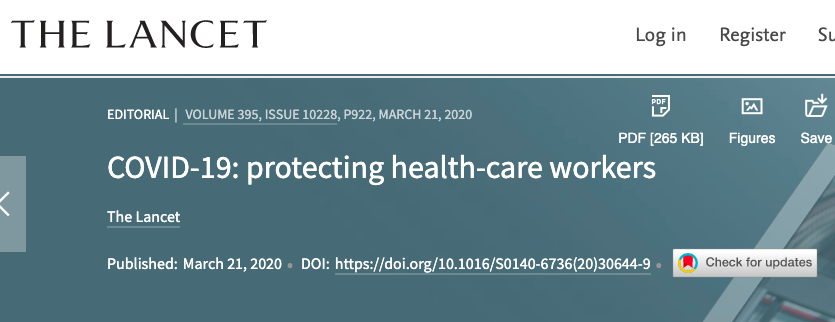 THE LANCET
Log in Register Su
EDITORIAL | VOLUME 395, ISSUE 10228, P922, MARCH 21, 2020
PDF
PDF [265 KB] Figures Save
COVID-19: protecting health-care workers
The Lancet
Published: March 21, 2020 • DOI: https://doi.org/10.1016/S0140-6736(20)30644-9 • Check for updates